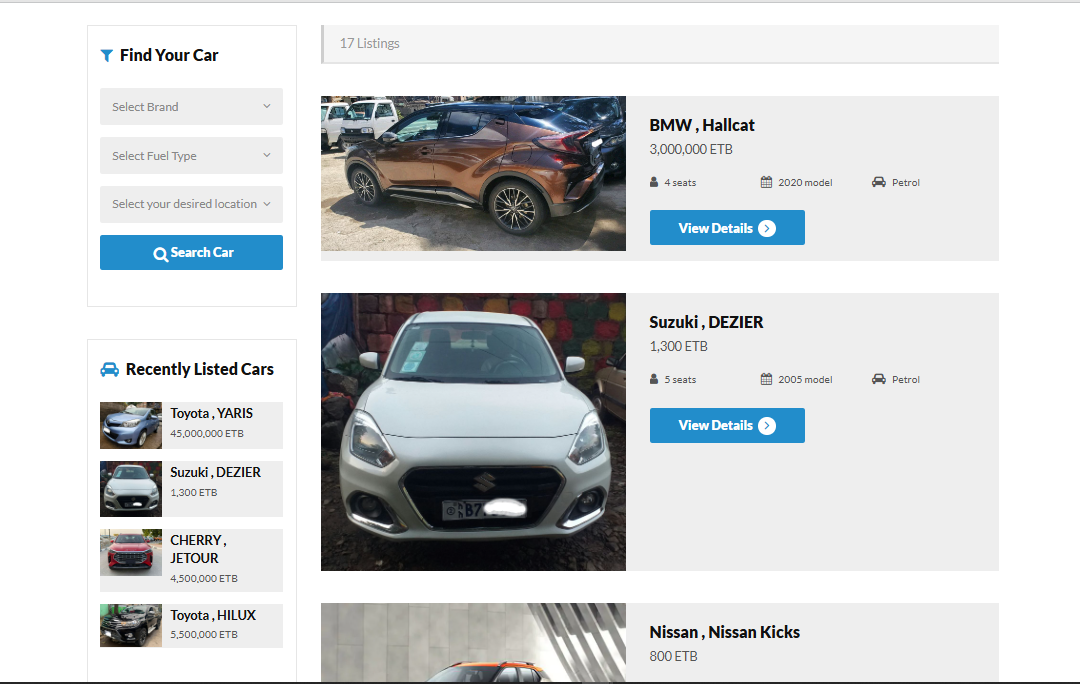 Find Your Car
Select Brand
Select Fuel Type
Select your desired location
Search Car
Recently Listed Cars
Toyota , YARIS
45,000,000 ETB
Suzuki , DEZIER
1,300 ETB
CHERRY ,
JETOUR
4,500,000 ETB
Toyota , HILUX
5,500,000 ETB
17 Listings
BMW , Hallcat
3,000,000 ETB
4 seats
2020 model
Petrol
View Details
Suzuki , DEZIER
1,300 ETB
5 seats
2005 model
Petrol
View Details
Nissan , Nissan Kicks
800 ETB